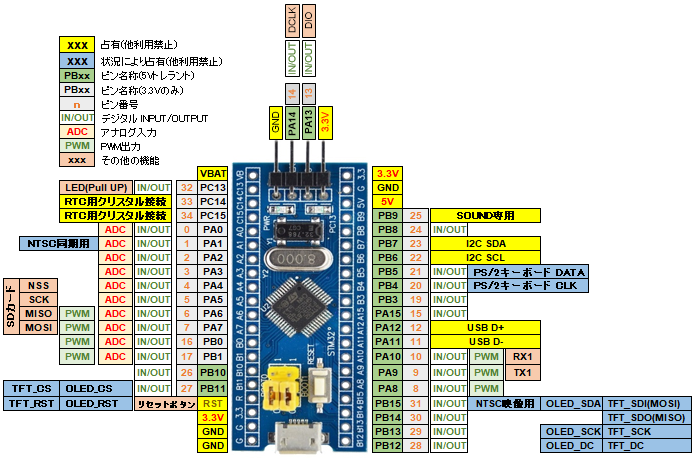 DCLK DIO
IN/OUT IN/OUT
14 13
GND PA14 PA13 3.3V
xxx 占有(他利用禁止)
xxx 状況により占有(他利用禁止)
PBxx ピン名称(5Vトレラント)
PBxx ピン名称(3.3Vのみ)
n ピン番号
IN/OUT デジタル INPUT/OUTPUT
ADC アナログ入力
PWM PWM出力
xxx その他の機能
VBAT
LED(Pull UP) IN/OUT 32 PC13
RTC用クリスタル接続 33 PC14
RTC用クリスタル接続 34 PC15
ADC IN/OUT 0 PA0
NTSC同期用 ADC IN/OUT 1 PA1
ADC IN/OUT 2 PA2
ADC IN/OUT 3 PA3
SDカード
NSS ADC IN/OUT 4 PA4
SCK ADC IN/OUT 5 PA5
MISO PWM ADC IN/OUT 6 PA6
MOSI PWM ADC IN/OUT 7 PA7
PWM ADC IN/OUT 16 PB0
PWM ADC IN/OUT 17 PB1
IN/OUT 26 PB10
TFT_CS OLED_CS IN/OUT 27 PB11
TFT_RST OLED_RST リセットボタン RST
3.3V
GND
GND
VB G
C13 3.3
C14 5V
C15 B9
A0 B8
A1 B7
A2 B6
A3 B5
A4 B4
A5 B3
A6 A15
A7 A12
B0 A11
B1 A10
B10 A9
B11 A8
R B15
3.3 B14
G B13
G B12
PWR PC13
Y1
Y2
8.000
U1
STM32
RESET
BOOT0 BOOT1
3.3V
GND
5V
PB9 25 SOUND専用
PB8 24 IN/OUT
PB7 23 I2C SDA
PB6 22 I2C SCL
PB5 21 IN/OUT PS/2キーボード DATA
PB4 20 IN/OUT PS/2キーボード CLK
PB3 19 IN/OUT
PA15 15 IN/OUT
PA12 12 USB D+
PA11 11 USB D-
PA10 10 IN/OUT PWM RX1
PA9 9 IN/OUT PWM TX1
PA8 8 IN/OUT PWM
PB15 31 NTSC映像用 OLED_SDA TFT_SDI(MOSI)
PB14 30 IN/OUT TFT_SDO(MISO)
PB13 29 IN/OUT OLED_SCK TFT_SCK
PB12 28 IN/OUT OLED_DC TFT_DC